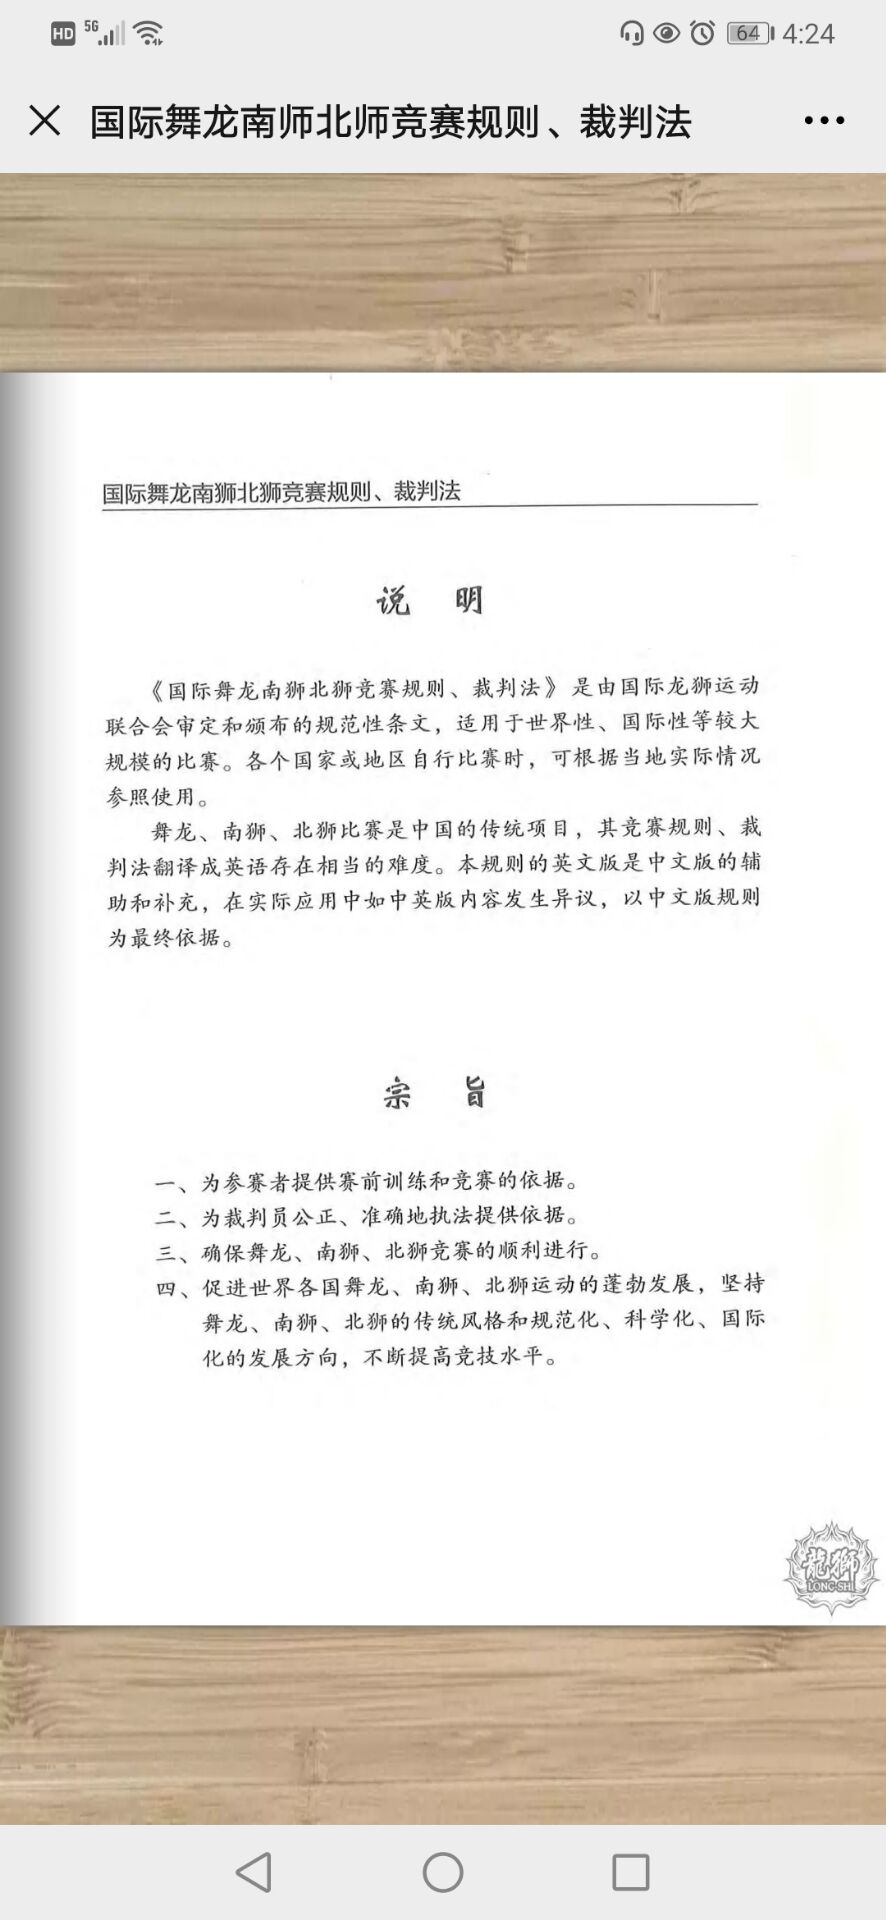 HD 5G 64 4:24
国际舞龙南师北师竞赛规则、裁判法
国际舞龙南狮北狮竞赛规则、裁判法
说 明
《国际舞龙南狮北狮竞赛规则、裁判法》是由国际龙狮运动
联合会审定和颁布的规范性条文，适用于世界性、国际性等较大
规模的比赛。各个国家或地区自行比赛时，可根据当地实际情况
参照使用。
舞龙、南狮、北狮比赛是中国的传统项目，其竞赛规则、裁
判法翻译成英语存在相当的难度。本规则的英文版是中文版的辅
助和补充，在实际应用中如中英版内容发生异议，以中文版规则
为最终依据。
宗 旨
一、为参赛者提供赛前训练和竞赛的依据。
二、为裁判员公正、准确地执法提供依据。
三、确保舞龙、南狮、北狮竞赛的顺利进行。
四、促进世界各国舞龙、南狮、北狮运动的蓬勃发展，坚持
舞龙、南狮、北狮的传统风格和规范化、科学化、国际
化的发展方向，不断提高竞技水平。
龍獅
LONG-SHI